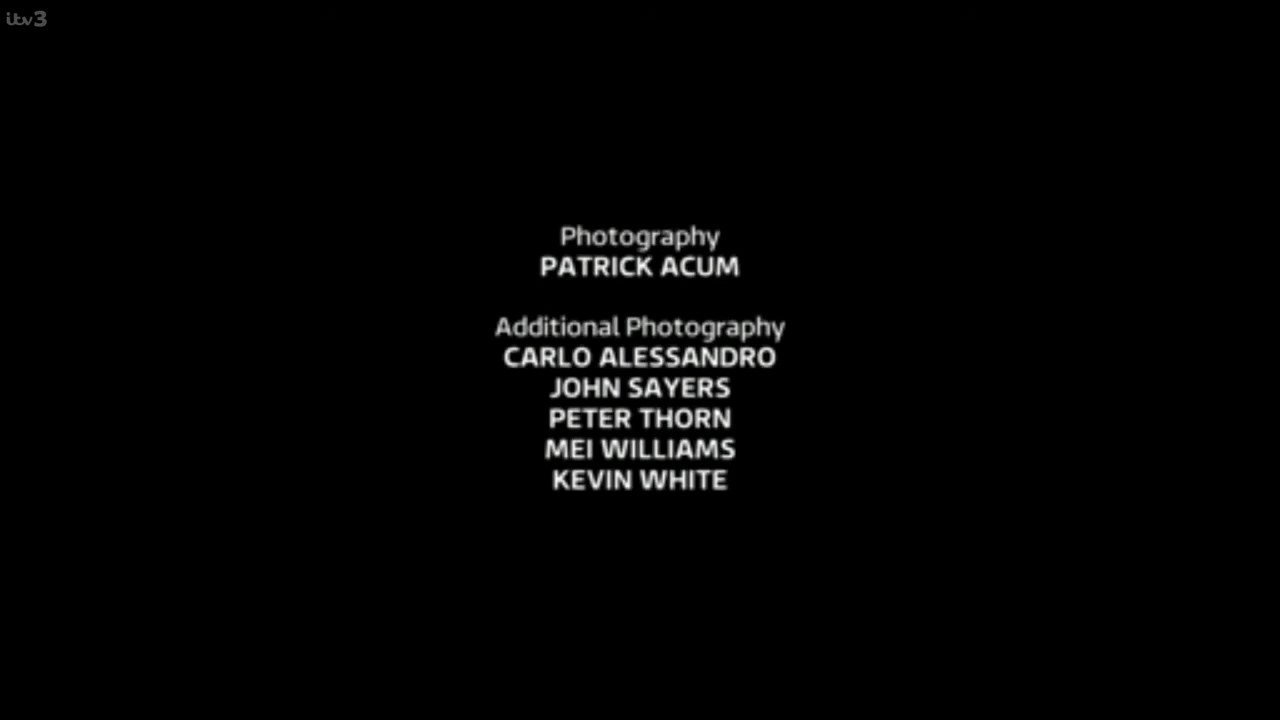 itv3
Photography
PATRICK ACUM
Additional Photography
CARLO ALESSANDRO
JOHN SAYERS
PETER THORN
MEI WILLIAMS
KEVIN WHITE